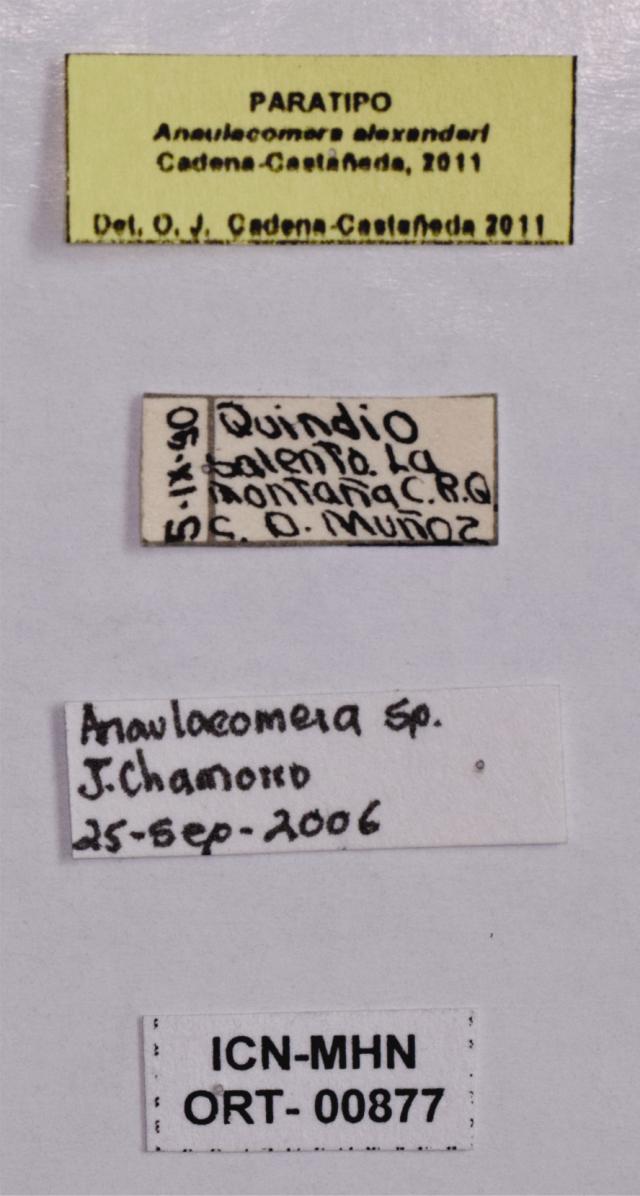 PARATIPO
Anaulacomera alexanderi
Cadena-Castañeda, 2011
Det. O. J. Cadena-Castañeda 2011
5-IX-90
Quindio
Salento. La
montaña C.R.Q
C. D. Muñoz
Anaulacomera sp.
J. Chamorro
25-sep-2006
ICN-MHN
ORT- 00877